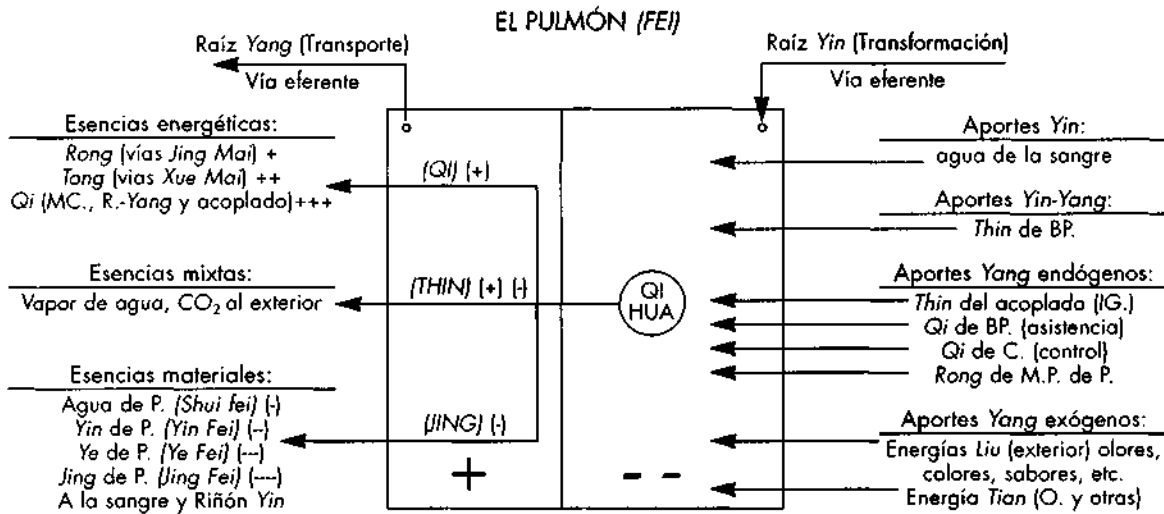 EL PULMÓN (FEI)
Raíz Yang (Transporte)
Vía eferente
Raíz Yin (Transformación)
Vía eferente
Esencias energéticas:
Rong (vías Jing Mai) +
Tong (vias Xue Mai) ++
Qi (MC., R.-Yang y acoplado)+++
Esencias mixtas:
Vapor de agua, CO₂ al exterior
Esencias materiales:
Agua de P. (Shui fei) (-)
Yin de P. (Yin Fei) (--)
Ye de P. (Ye Fei) (---)
Jing de P. (Jing Fei) (----)
A la sangre y Riñón Yin
(QI) (+)
(THIN) (+) (-)
(JING) (-)
+
QI
HUA
- -
Aportes Yin:
agua de la sangre
Aportes Yin-Yang:
Thin de BP.
Aportes Yang endógenos:
Thin del acoplada (IG.)
Qi de BP. (asistencia)
Qi de C. (control)
Rong de M.P. de P.
Aportes Yang exógenos:
Energías Liu (exterior) olores,
colores, sabores, etc.
Energía Tian (O. y otras)